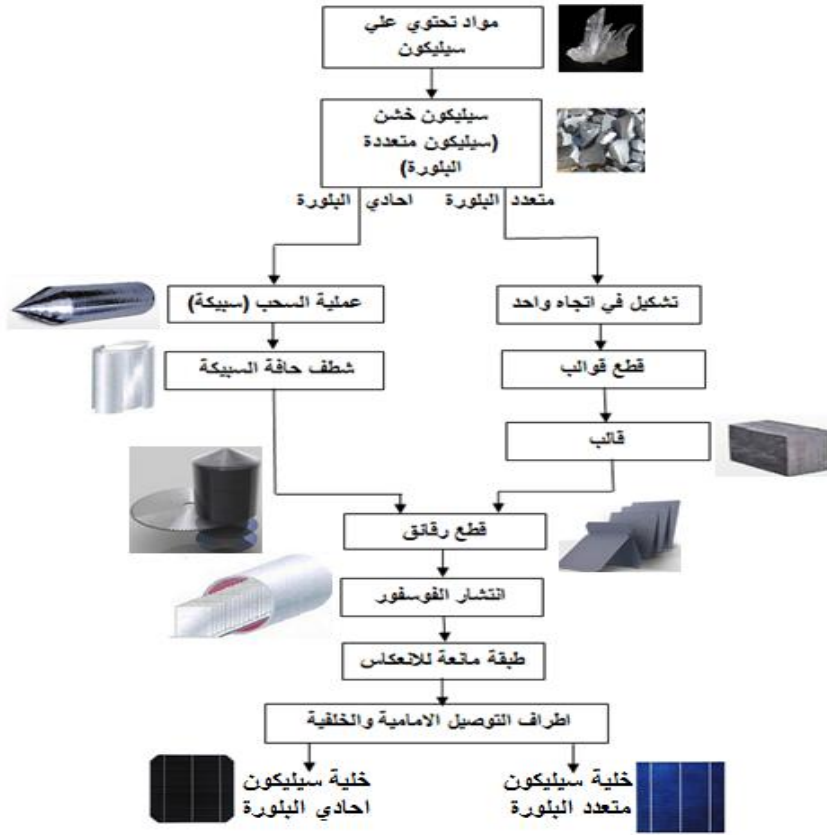 مواد تحتوي علي
سيليكون
سيليكون خشن
(سيليكون متعددة
البلورة)
متعدد البلورة
احادي البلورة
تشكيل في اتجاه واحد
عملية السحب (سبيكة)
قطع قوالب
شطف حافة السبيكة
قالب
قطع رقائق
انتشار الفوسفور
طبقة مانعة للانعكاس
اطراف التوصيل الامامية والخلفية
خلية سيليكون
متعدد البلورة
خلية سيليكون
احادي البلورة